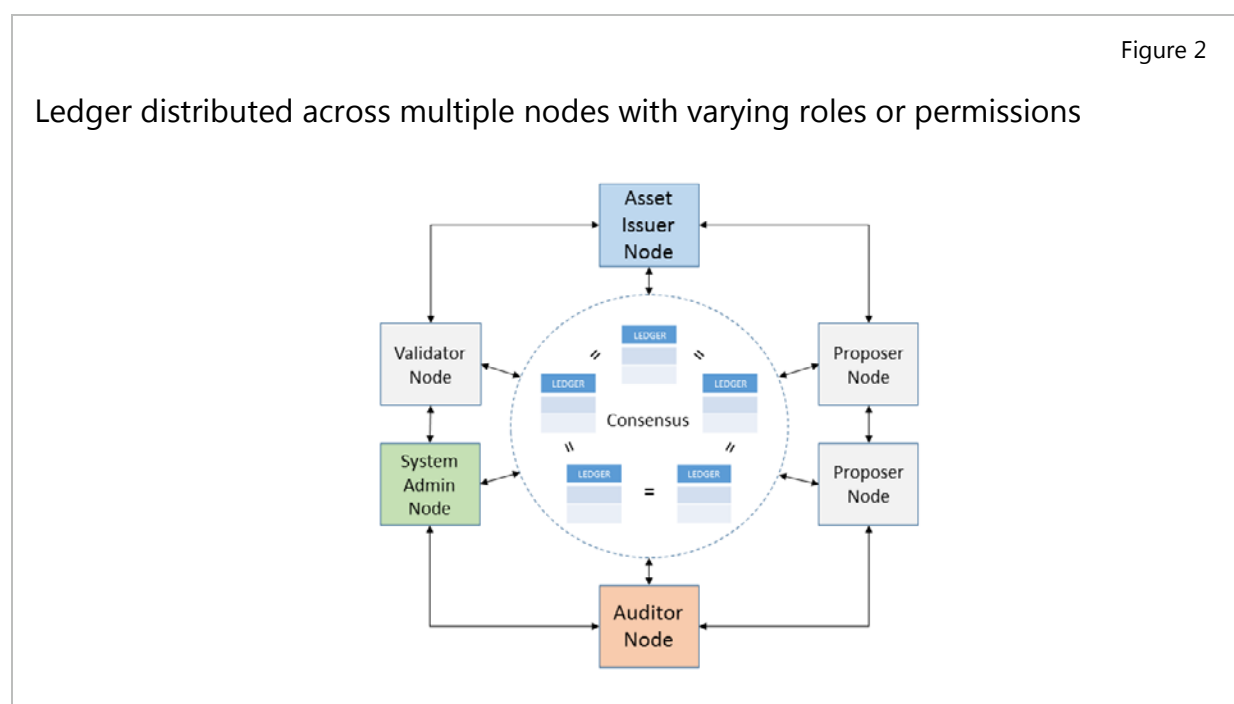 Figure 2
Ledger distributed across multiple nodes with varying roles or permissions
Asset
Issuer
Node
LEDGER
=
=
Validator
Node
LEDGER
LEDGER
Proposer
Node
Consensus
=
=
System
Admin
Node
LEDGER
LEDGER
=
Proposer
Node
Auditor
Node